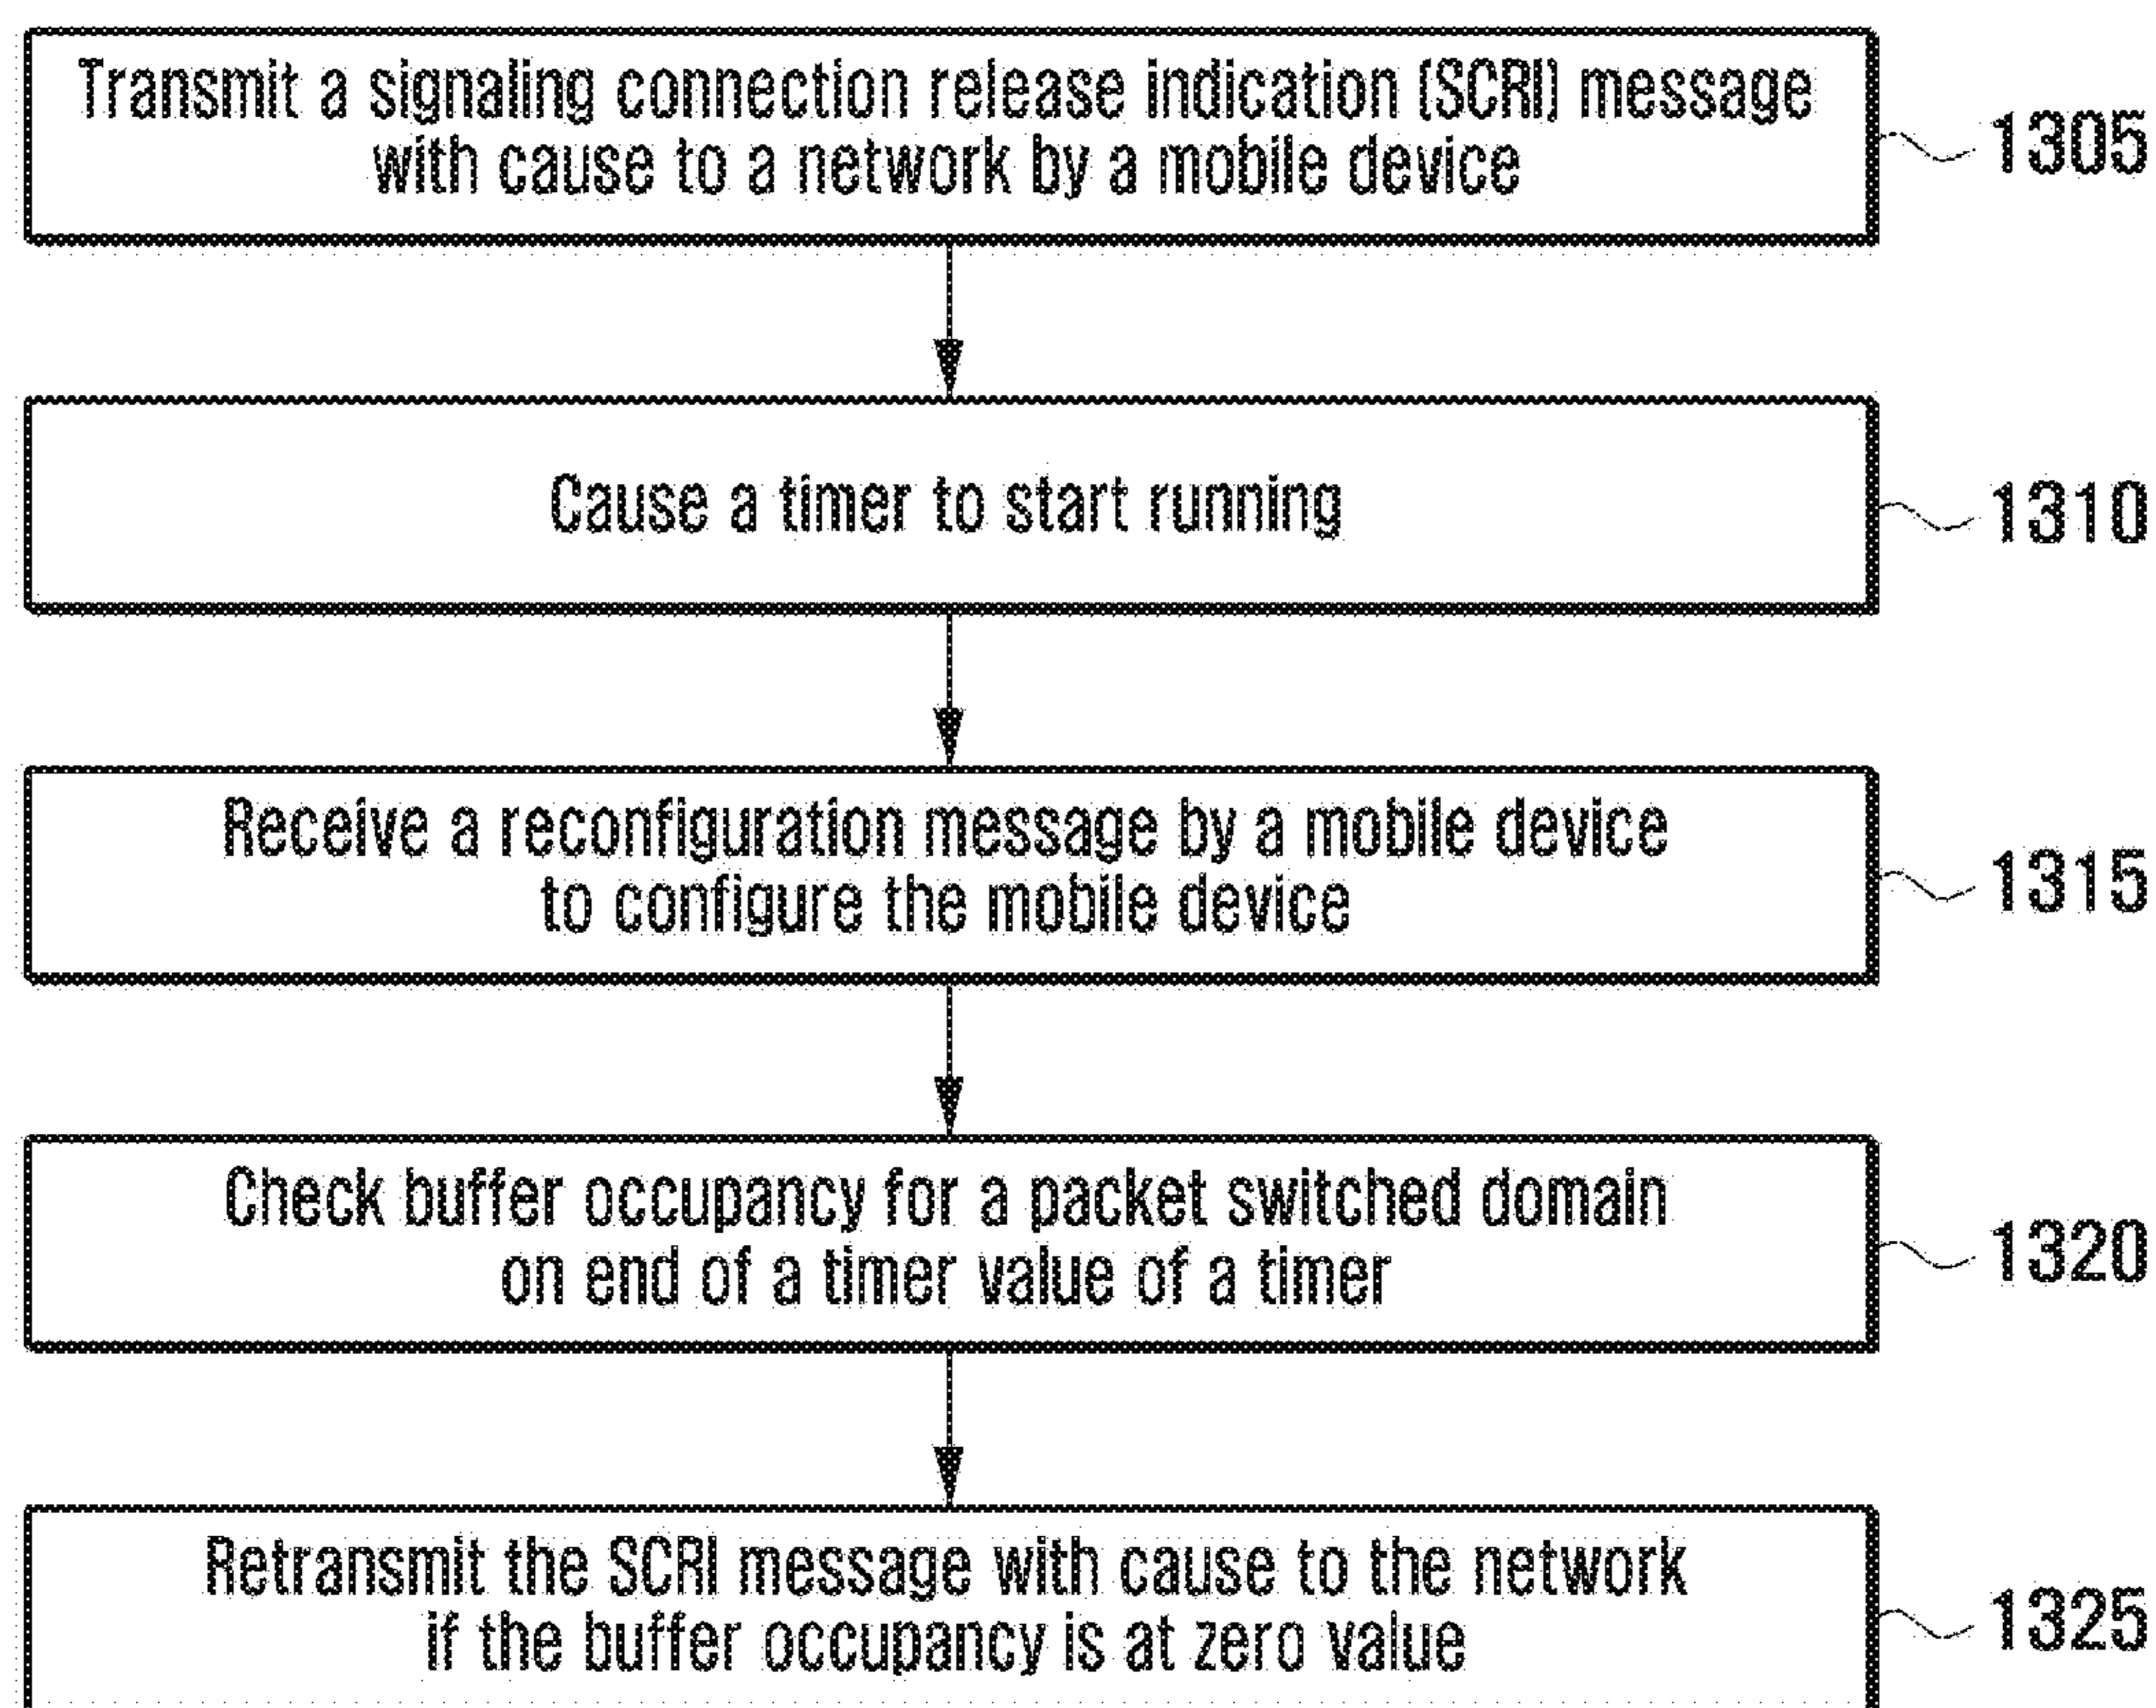 Transmit a signaling connection release indication (SCRI) message
with cause to a network by a mobile device
1305
Cause a timer to start running
1310
Receive a reconfiguration message by a mobile device
to configure the mobile device
1315
Check buffer occupancy for a packet switched domain
on end of a timer value of a timer
1320
Retransmit the SCRI message with cause to the network
if the buffer occupancy is at zero value
1325